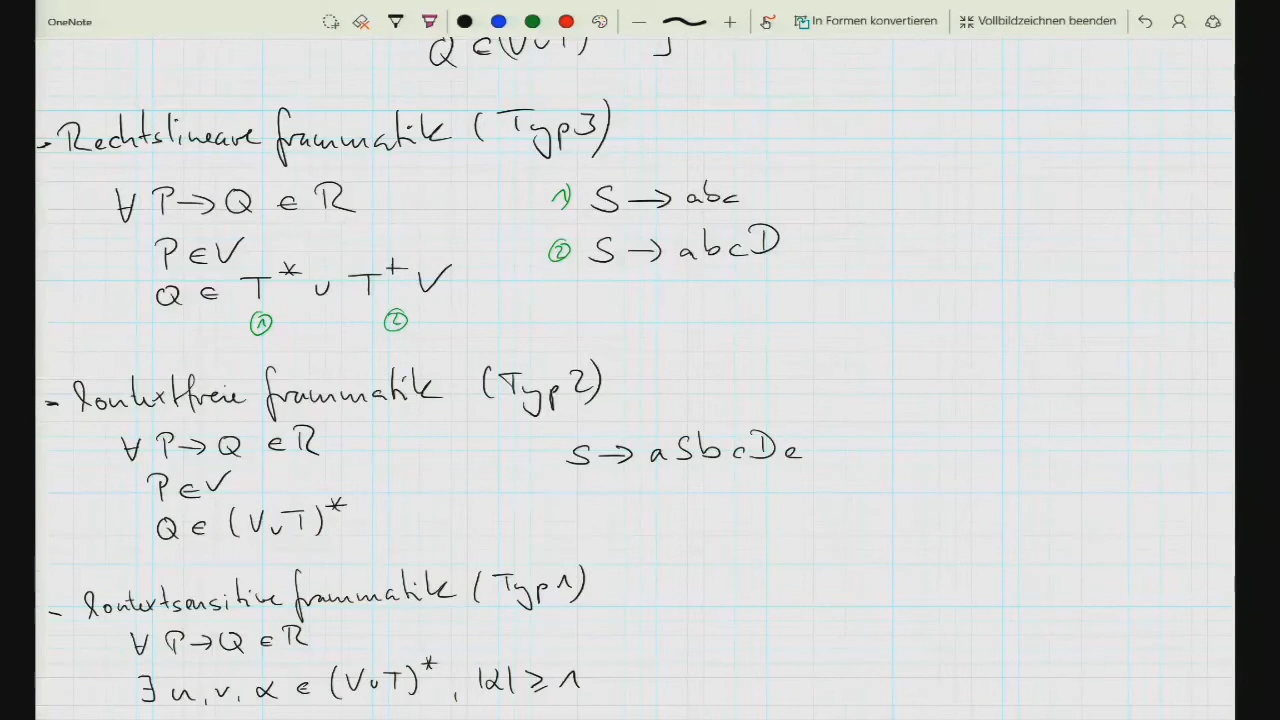 OneNote In Formen konvertieren Vollbildzeichnen beenden
Q ∈ (V ∪ T)
- Rechtslineare Grammatik (Typ 3)
∀ P → Q ∈ R 1) S → abc
P ∈ V ② S → abcD
Q ∈ T* ∪ T⁺V
① ②
- Kontextfreie Grammatik (Typ 2)
∀ P → Q ∈ R S → aSbcDe
P ∈ V
Q ∈ (V ∪ T)*
- Kontextsensitive Grammatik (Typ 1)
∀ P → Q ∈ R
∃ u, v, α ∈ (V ∪ T)*, |α| ≥ 1